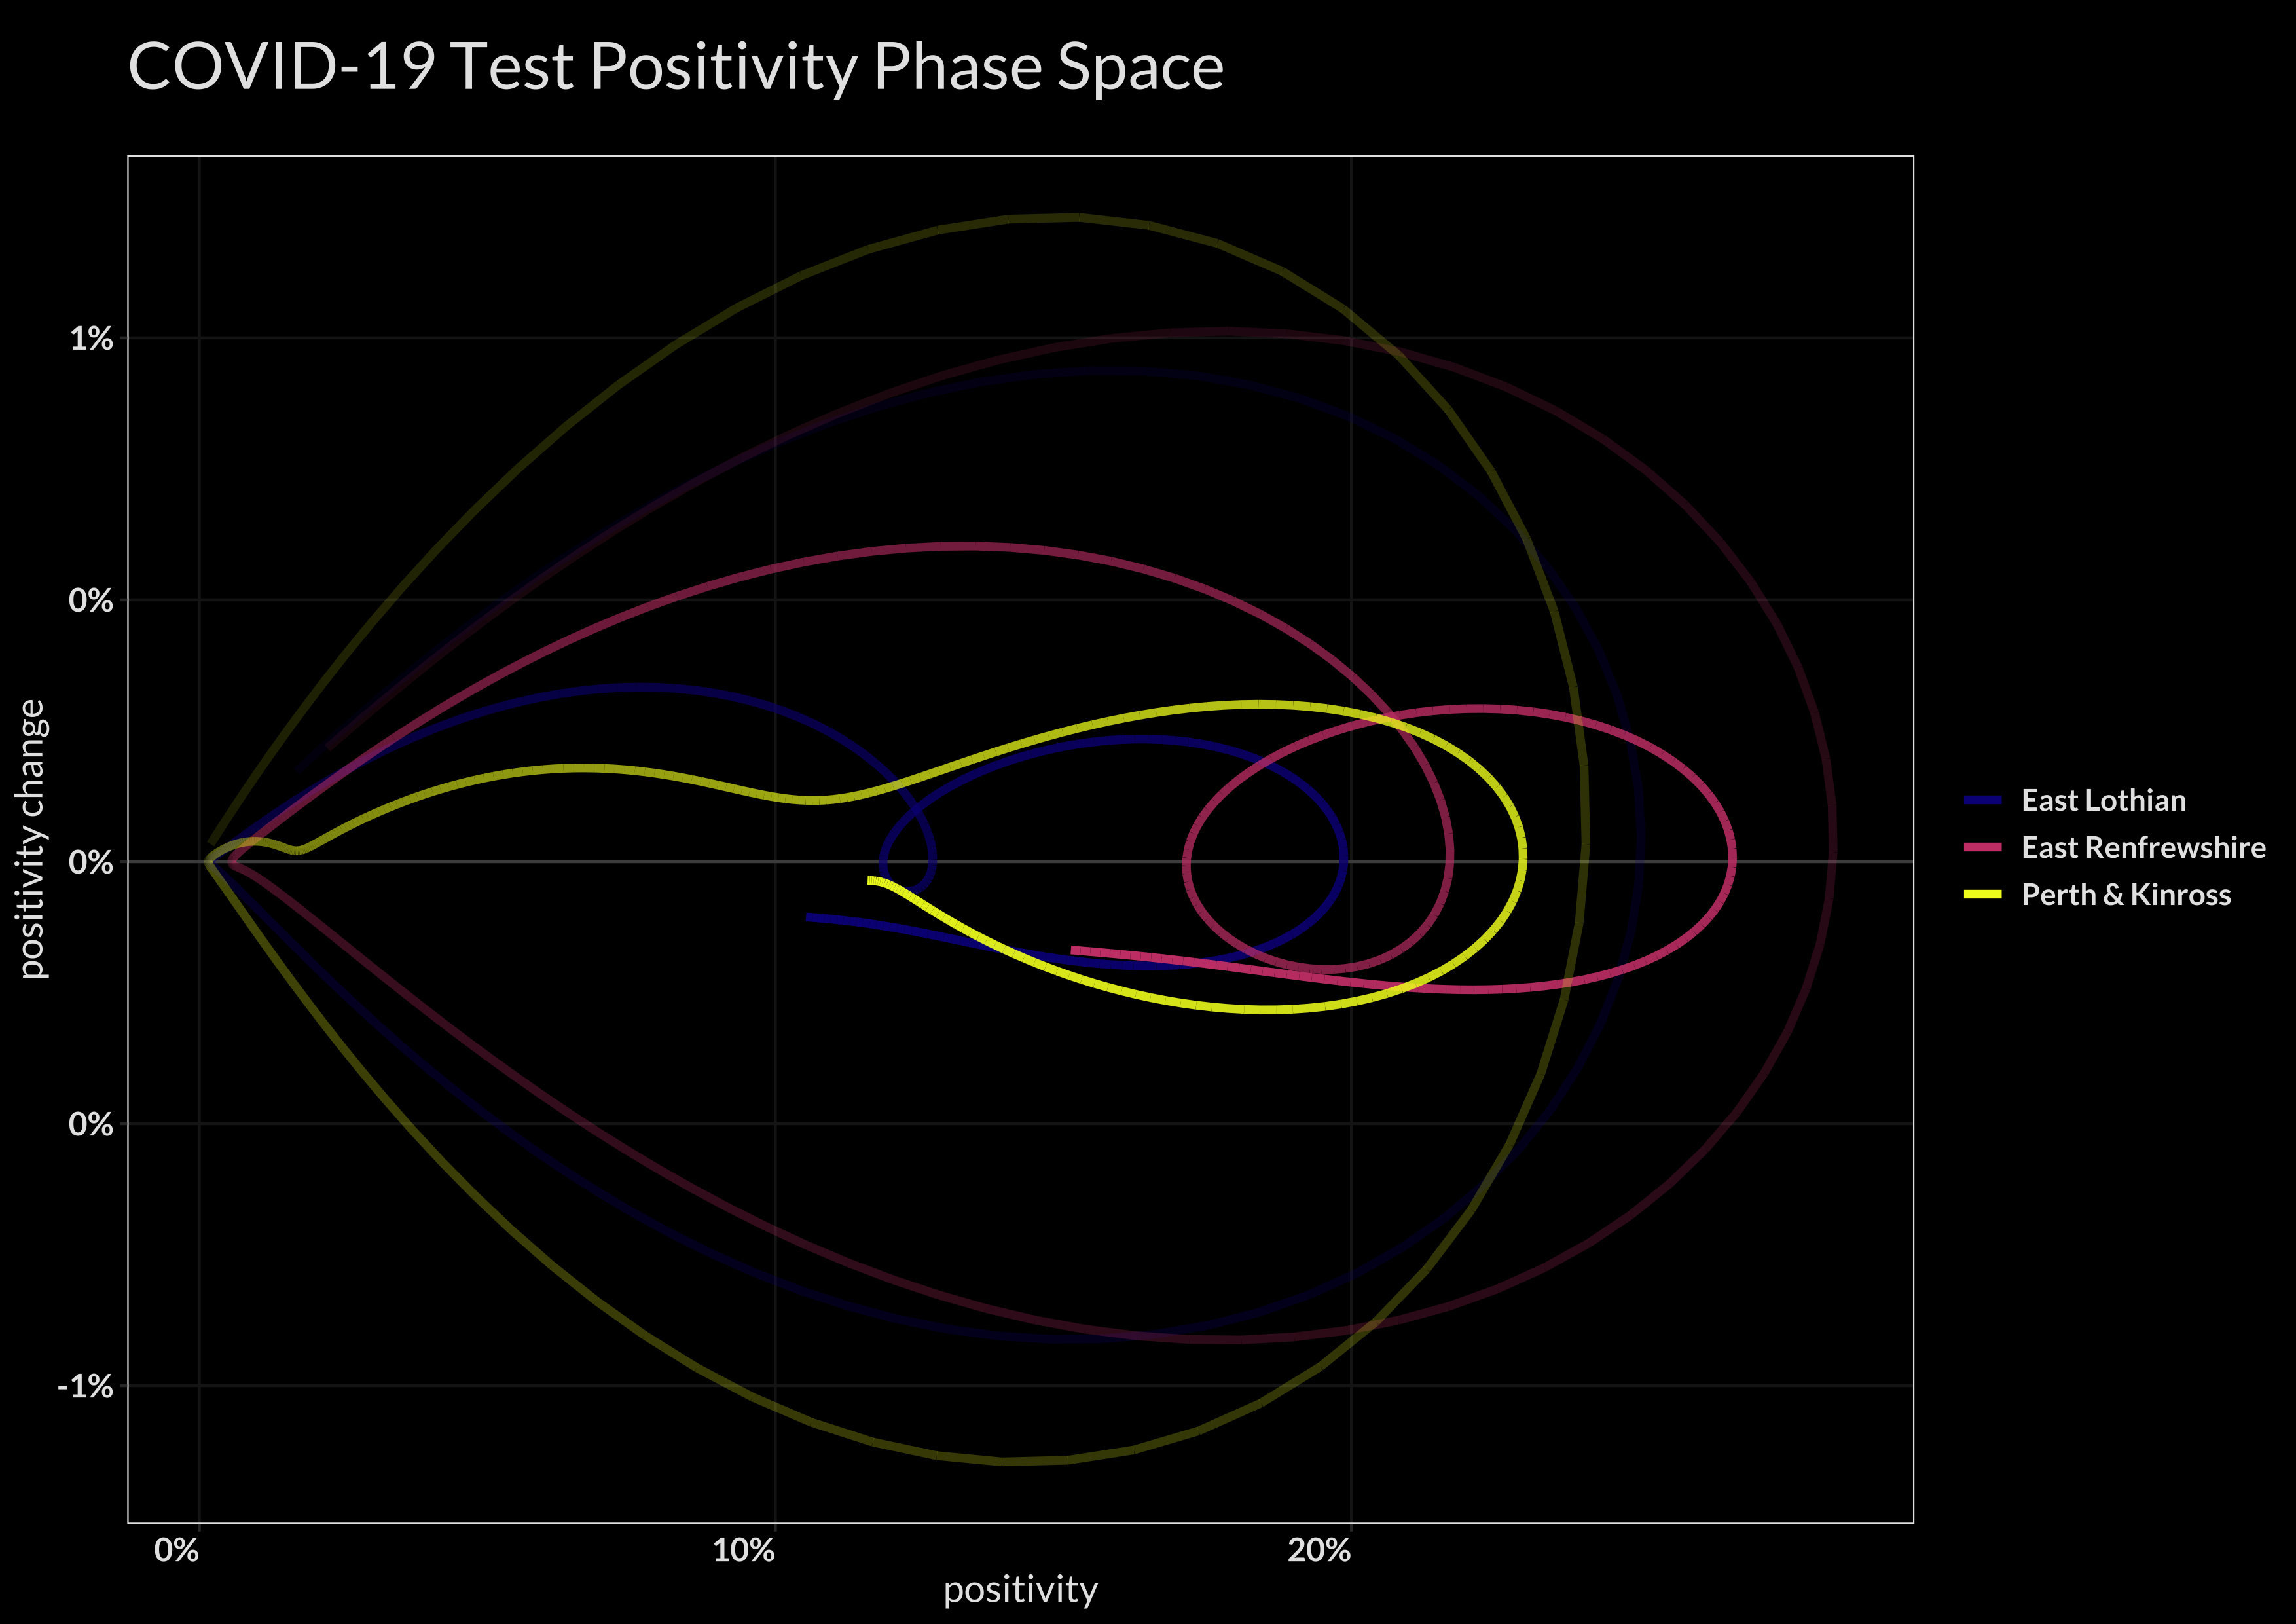 COVID-19 Test Positivity Phase Space
positivity change
1%
0%
0%
0%
-1%
0%
10%
20%
positivity
East Lothian
East Renfrewshire
Perth & Kinross